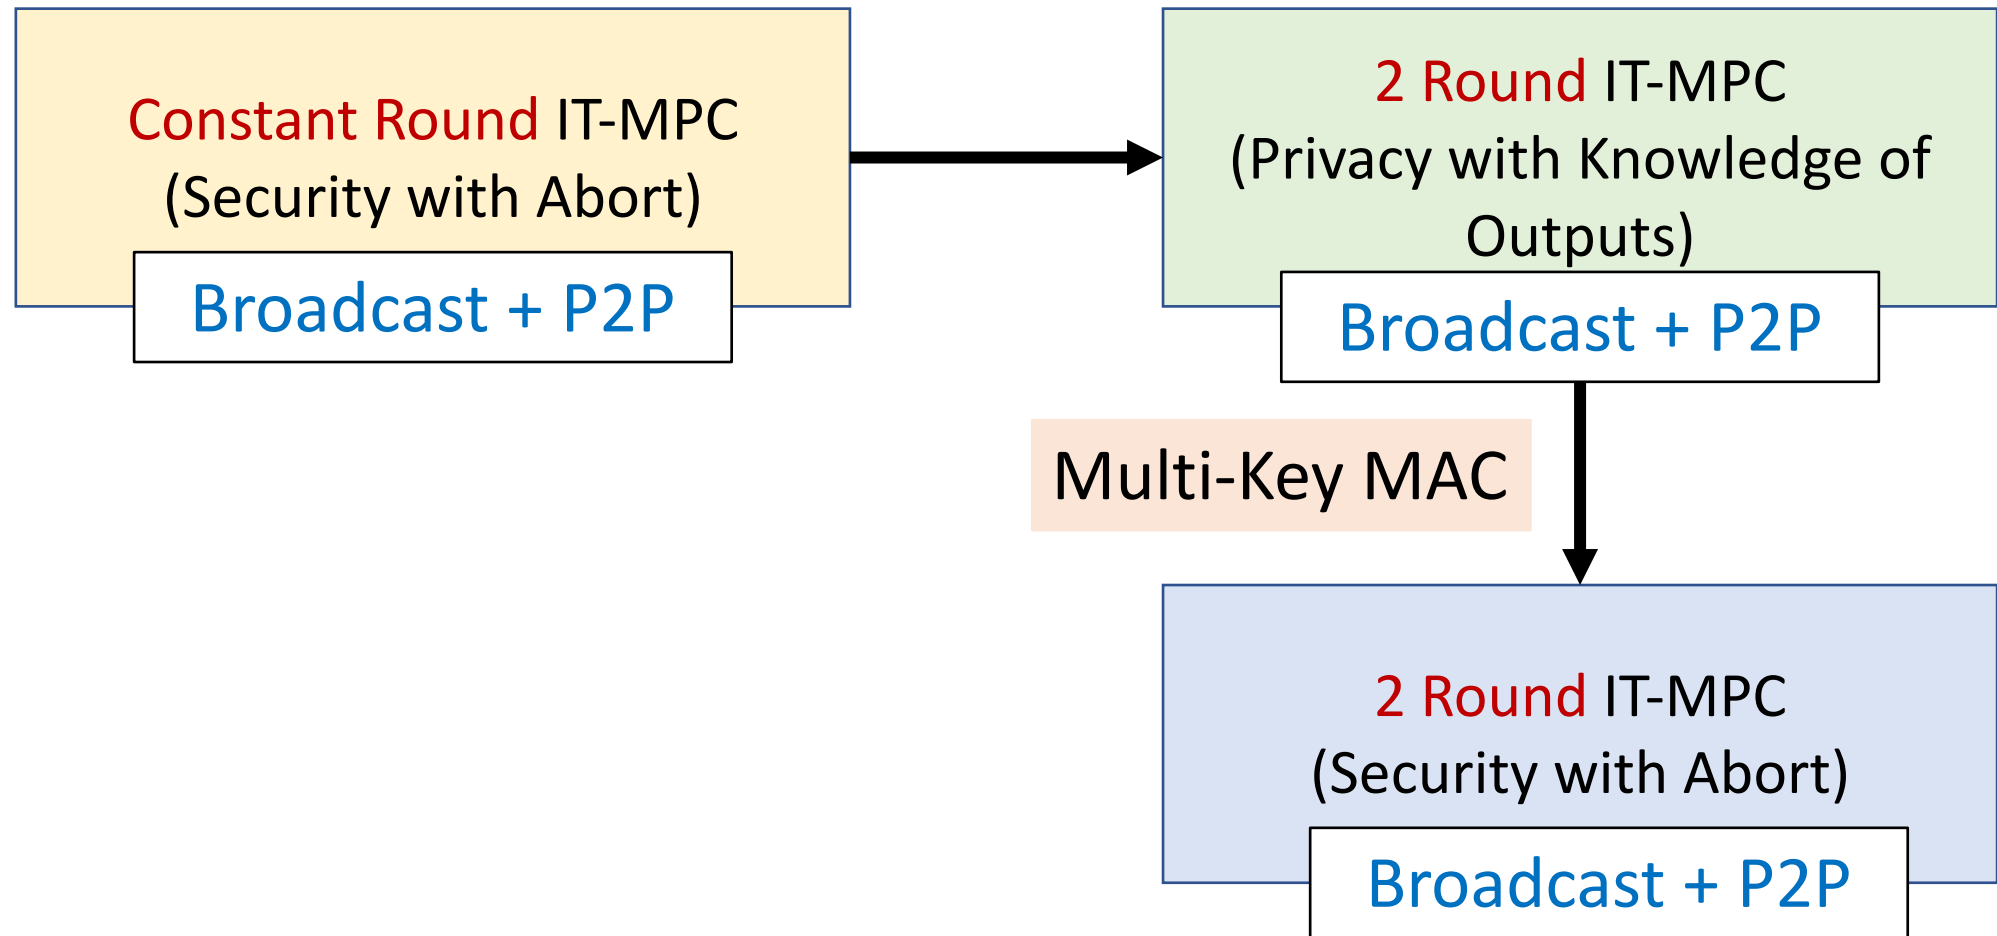 Constant Round IT-MPC
(Security with Abort)
Broadcast + P2P
2 Round IT-MPC
(Privacy with Knowledge of
Outputs)
Broadcast + P2P
Multi-Key MAC
2 Round IT-MPC
(Security with Abort)
Broadcast + P2P